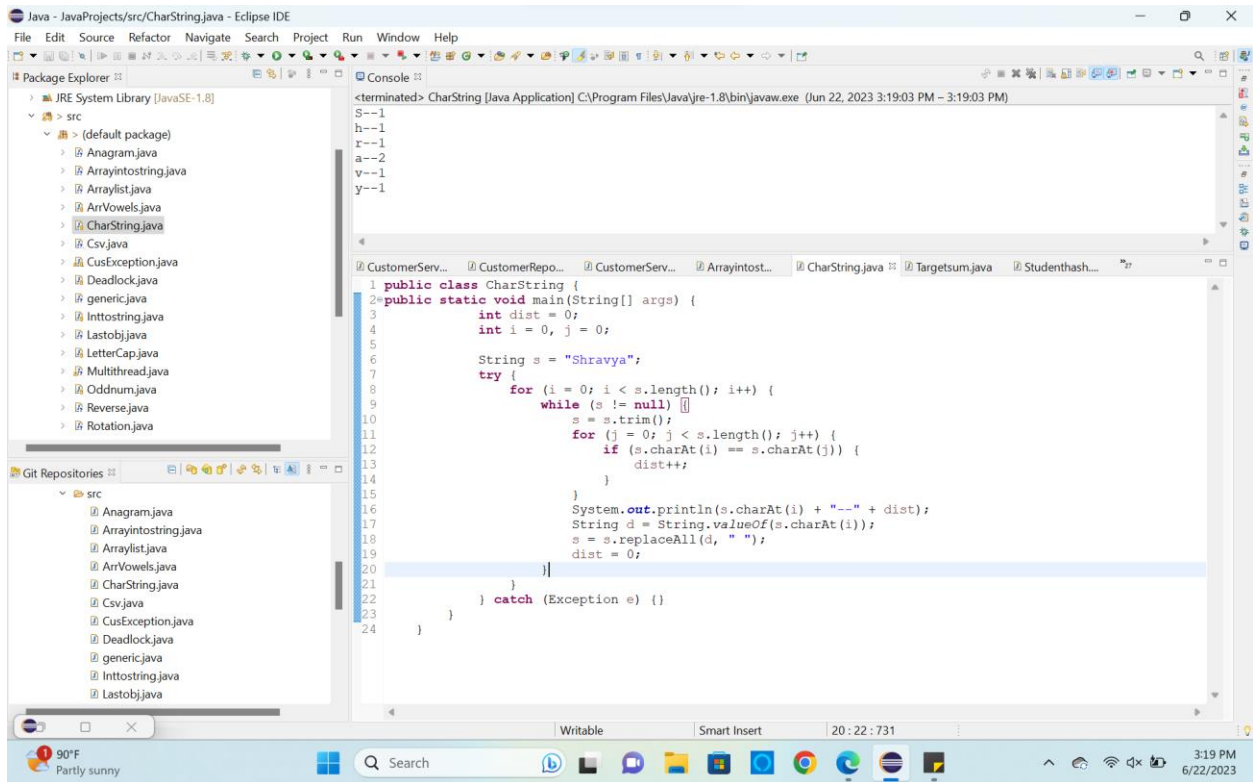 Java - JavaProjects/src/CharString.java - Eclipse IDE
File Edit Source Refactor Navigate Search Project Run Window Help
Package Explorer
JRE System Library [JavaSE-1.8]
> src
> (default package)
Anagram.java
Arrayintostring.java
Arraylist.java
ArrVowels.java
CharString.java
Csv.java
CusException.java
Deadlock.java
generic.java
Inttostring.java
Lastobj.java
LetterCap.java
Multithread.java
Oddnum.java
Reverse.java
Rotation.java
Git Repositories
src
Anagram.java
Arrayintostring.java
Arraylist.java
ArrVowels.java
CharString.java
Csv.java
CusException.java
Deadlock.java
generic.java
Inttostring.java
Lastobj.java
Console
<terminated> CharString [Java Application] C:\Program Files\Java\jre-1.8\bin\javaw.exe (Jun 22, 2023 3:19:03 PM – 3:19:03 PM)
S--1
h--1
r--1
a--2
v--1
y--1
CustomerServ... CustomerRepo... CustomerServ... Arrayintost... CharString.java Targetsum.java Studenthash.... »27
1 public class CharString {
2 public static void main(String[] args) {
3 int dist = 0;
4 int i = 0, j = 0;
5
6 String s = "Shravya";
7 try {
8 for (i = 0; i < s.length(); i++) {
9 while (s != null) {
10 s = s.trim();
11 for (j = 0; j < s.length(); j++) {
12 if (s.charAt(i) == s.charAt(j)) {
13 dist++;
14 }
15 }
16 System.out.println(s.charAt(i) + "--" + dist);
17 String d = String.valueOf(s.charAt(i));
18 s = s.replaceAll(d, " ");
19 dist = 0;
20 }
21 }
22 } catch (Exception e) {}
23 }
24 }
Writable Smart Insert 20 : 22 : 731
1 90°F
Partly sunny
Search
3:19 PM
6/22/2023